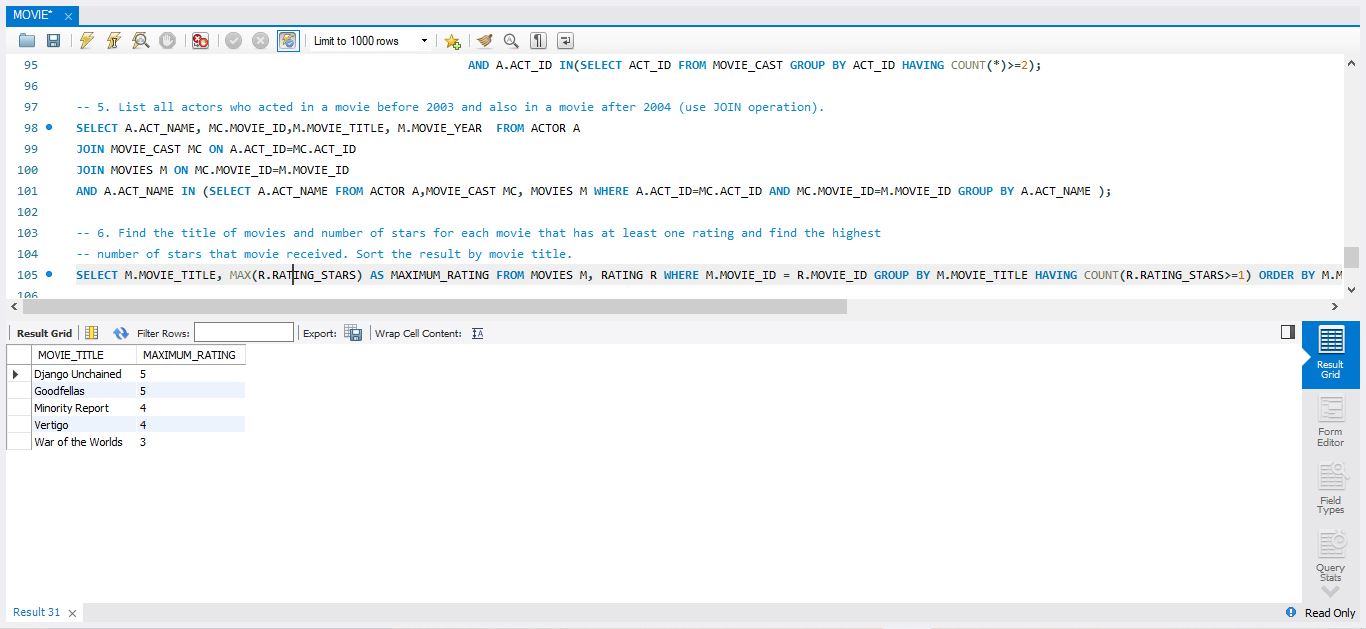 MOVIE*
Limit to 1000 rows
95 AND A.ACT_ID IN(SELECT ACT_ID FROM MOVIE_CAST GROUP BY ACT_ID HAVING COUNT(*)>=2);
96
97 -- 5. List all actors who acted in a movie before 2003 and also in a movie after 2004 (use JOIN operation).
98 SELECT A.ACT_NAME, MC.MOVIE_ID,M.MOVIE_TITLE, M.MOVIE_YEAR  FROM ACTOR A
99 JOIN MOVIE_CAST MC ON A.ACT_ID=MC.ACT_ID
100 JOIN MOVIES M ON MC.MOVIE_ID=M.MOVIE_ID
101 AND A.ACT_NAME IN (SELECT A.ACT_NAME FROM ACTOR A,MOVIE_CAST MC, MOVIES M WHERE A.ACT_ID=MC.ACT_ID AND MC.MOVIE_ID=M.MOVIE_ID GROUP BY A.ACT_NAME );
102
103 -- 6. Find the title of movies and number of stars for each movie that has at least one rating and find the highest
104 -- number of stars that movie received. Sort the result by movie title.
105 SELECT M.MOVIE_TITLE, MAX(R.RATING_STARS) AS MAXIMUM_RATING FROM MOVIES M, RATING R WHERE M.MOVIE_ID = R.MOVIE_ID GROUP BY M.MOVIE_TITLE HAVING COUNT(R.RATING_STARS>=1) ORDER BY M.M
106
Result Grid Filter Rows: Export: Wrap Cell Content:
MOVIE_TITLE MAXIMUM_RATING
Django Unchained 5
Goodfellas 5
Minority Report 4
Vertigo 4
War of the Worlds 3
Result
Grid
Form
Editor
Field
Types
Query
Stats
Result 31
Read Only